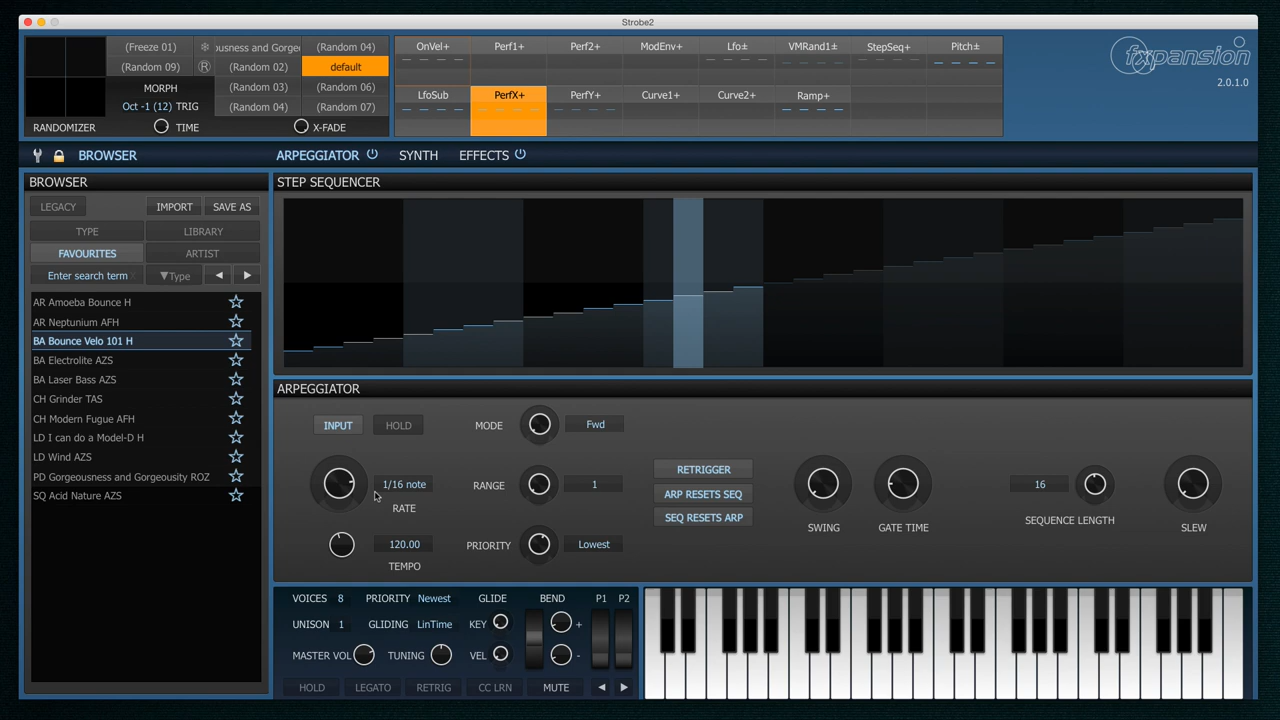 Strobe2
(Freeze 01) ousness and Gorgeo (Random 04)
(Random 09) R (Random 02) default
MORPH (Random 03) (Random 06)
Oct -1 (12) TRIG (Random 04) (Random 07)
RANDOMIZER TIME X-FADE
OnVel+ Perf1+ Perf2+ ModEnv+ Lfo± VMRand1± StepSeq+ Pitch±
LfoSub PerfX+ PerfY+ Curve1+ Curve2+ Ramp+
fxpansion
2.0.1.0
BROWSER ARPEGGIATOR SYNTH EFFECTS
BROWSER
LEGACY IMPORT SAVE AS
TYPE LIBRARY
FAVOURITES ARTIST
Enter search term ▼Type
AR Amoeba Bounce H
AR Neptunium AFH
BA Bounce Velo 101 H
BA Electrolite AZS
BA Laser Bass AZS
CH Grinder TAS
CH Modern Fugue AFH
LD I can do a Model-D H
LD Wind AZS
PD Gorgeousness and Gorgeousity ROZ
SQ Acid Nature AZS
STEP SEQUENCER
ARPEGGIATOR
INPUT HOLD MODE Fwd
1/16 note RANGE 1
RATE
120.00 PRIORITY Lowest
TEMPO
RETRIGGER
ARP RESETS SEQ
SEQ RESETS ARP
SWING GATE TIME
16
SEQUENCE LENGTH
SLEW
VOICES 8 PRIORITY Newest GLIDE BEND P1 P2
UNISON 1 GLIDING LinTime KEY +
MASTER VOL TUNING VEL -
HOLD LEGATO RETRIG CC LRN MUTE